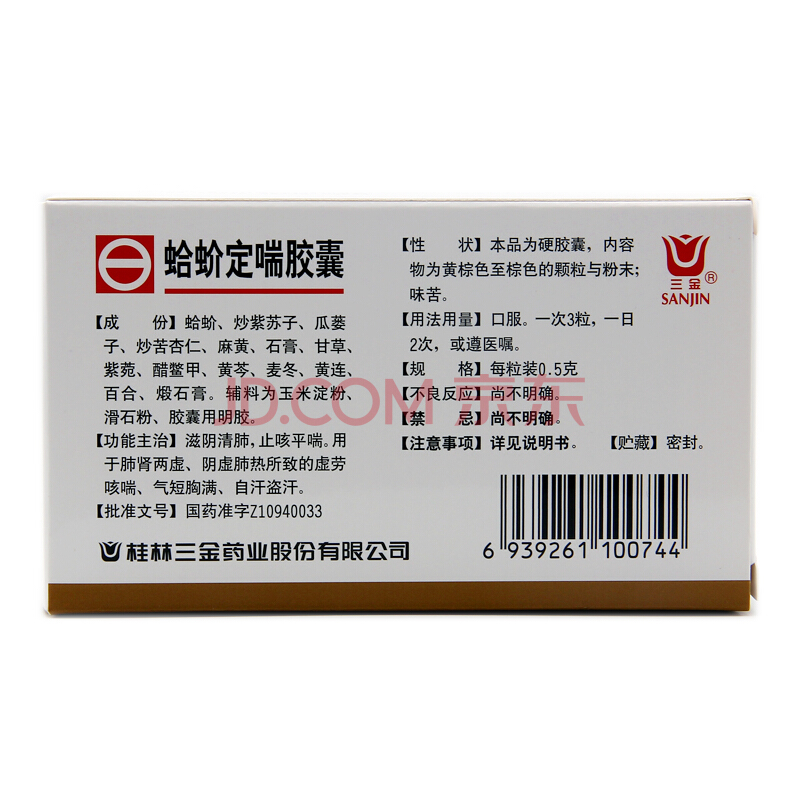 蛤蚧定喘胶囊
【成　份】蛤蚧、炒紫苏子、瓜蒌
子、炒苦杏仁、麻黄、石膏、甘草、
紫菀、醋鳖甲、黄芩、麦冬、黄连、
百合、煅石膏。辅料为玉米淀粉、
滑石粉、胶囊用明胶。
【功能主治】滋阴清肺，止咳平喘。用
于肺肾两虚、阴虚肺热所致的虚劳
咳喘、气短胸满、自汗盗汗。
【批准文号】国药准字Z10940033
桂林三金药业股份有限公司
【性　状】本品为硬胶囊，内容
物为黄棕色至棕色的颗粒与粉末；
味苦。
【用法用量】口服。一次3粒，一日
2次，或遵医嘱。
【规　格】每粒装0.5克
【不良反应】尚不明确。
【禁　忌】尚不明确。
【注意事项】详见说明书。【贮藏】密封。
三金®
SANJIN
6 939261 100744
JD.COM 京东